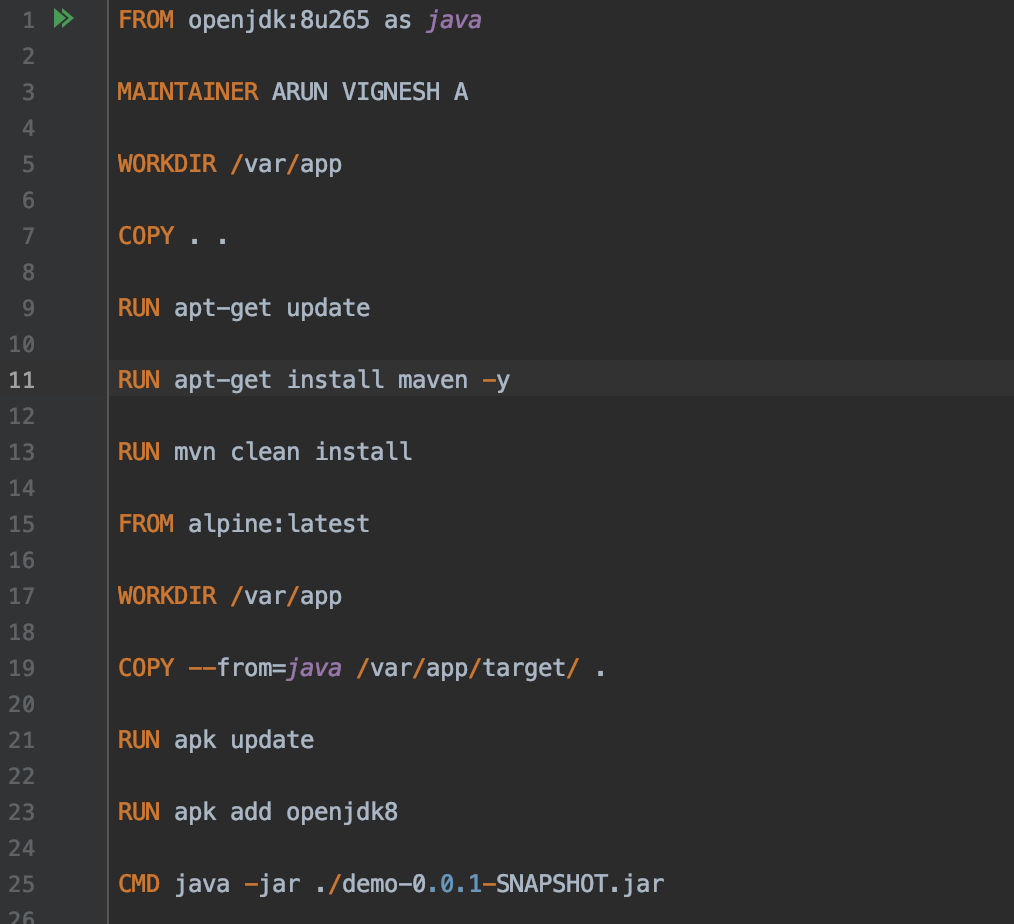 1 FROM openjdk:8u265 as java
2
3 MAINTAINER ARUN VIGNESH A
4
5 WORKDIR /var/app
6
7 COPY . .
8
9 RUN apt-get update
10
11 RUN apt-get install maven -y
12
13 RUN mvn clean install
14
15 FROM alpine:latest
16
17 WORKDIR /var/app
18
19 COPY --from=java /var/app/target/ .
20
21 RUN apk update
22
23 RUN apk add openjdk8
24
25 CMD java -jar ./demo-0.0.1-SNAPSHOT.jar
26